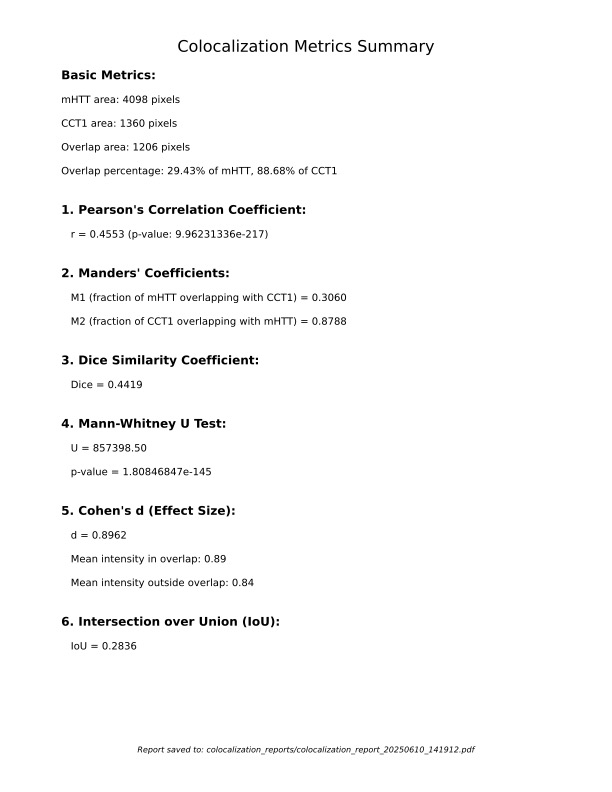 Colocalization Metrics Summary
Basic Metrics:
mHTT area: 4098 pixels
CCT1 area: 1360 pixels
Overlap area: 1206 pixels
Overlap percentage: 29.43% of mHTT, 88.68% of CCT1
1. Pearson's Correlation Coefficient:
r = 0.4553 (p-value: 9.96231336e-217)
2. Manders' Coefficients:
M1 (fraction of mHTT overlapping with CCT1) = 0.3060
M2 (fraction of CCT1 overlapping with mHTT) = 0.8788
3. Dice Similarity Coefficient:
Dice = 0.4419
4. Mann-Whitney U Test:
U = 857398.50
p-value = 1.80846847e-145
5. Cohen's d (Effect Size):
d = 0.8962
Mean intensity in overlap: 0.89
Mean intensity outside overlap: 0.84
6. Intersection over Union (IoU):
IoU = 0.2836
Report saved to: colocalization_reports/colocalization_report_20250610_141912.pdf